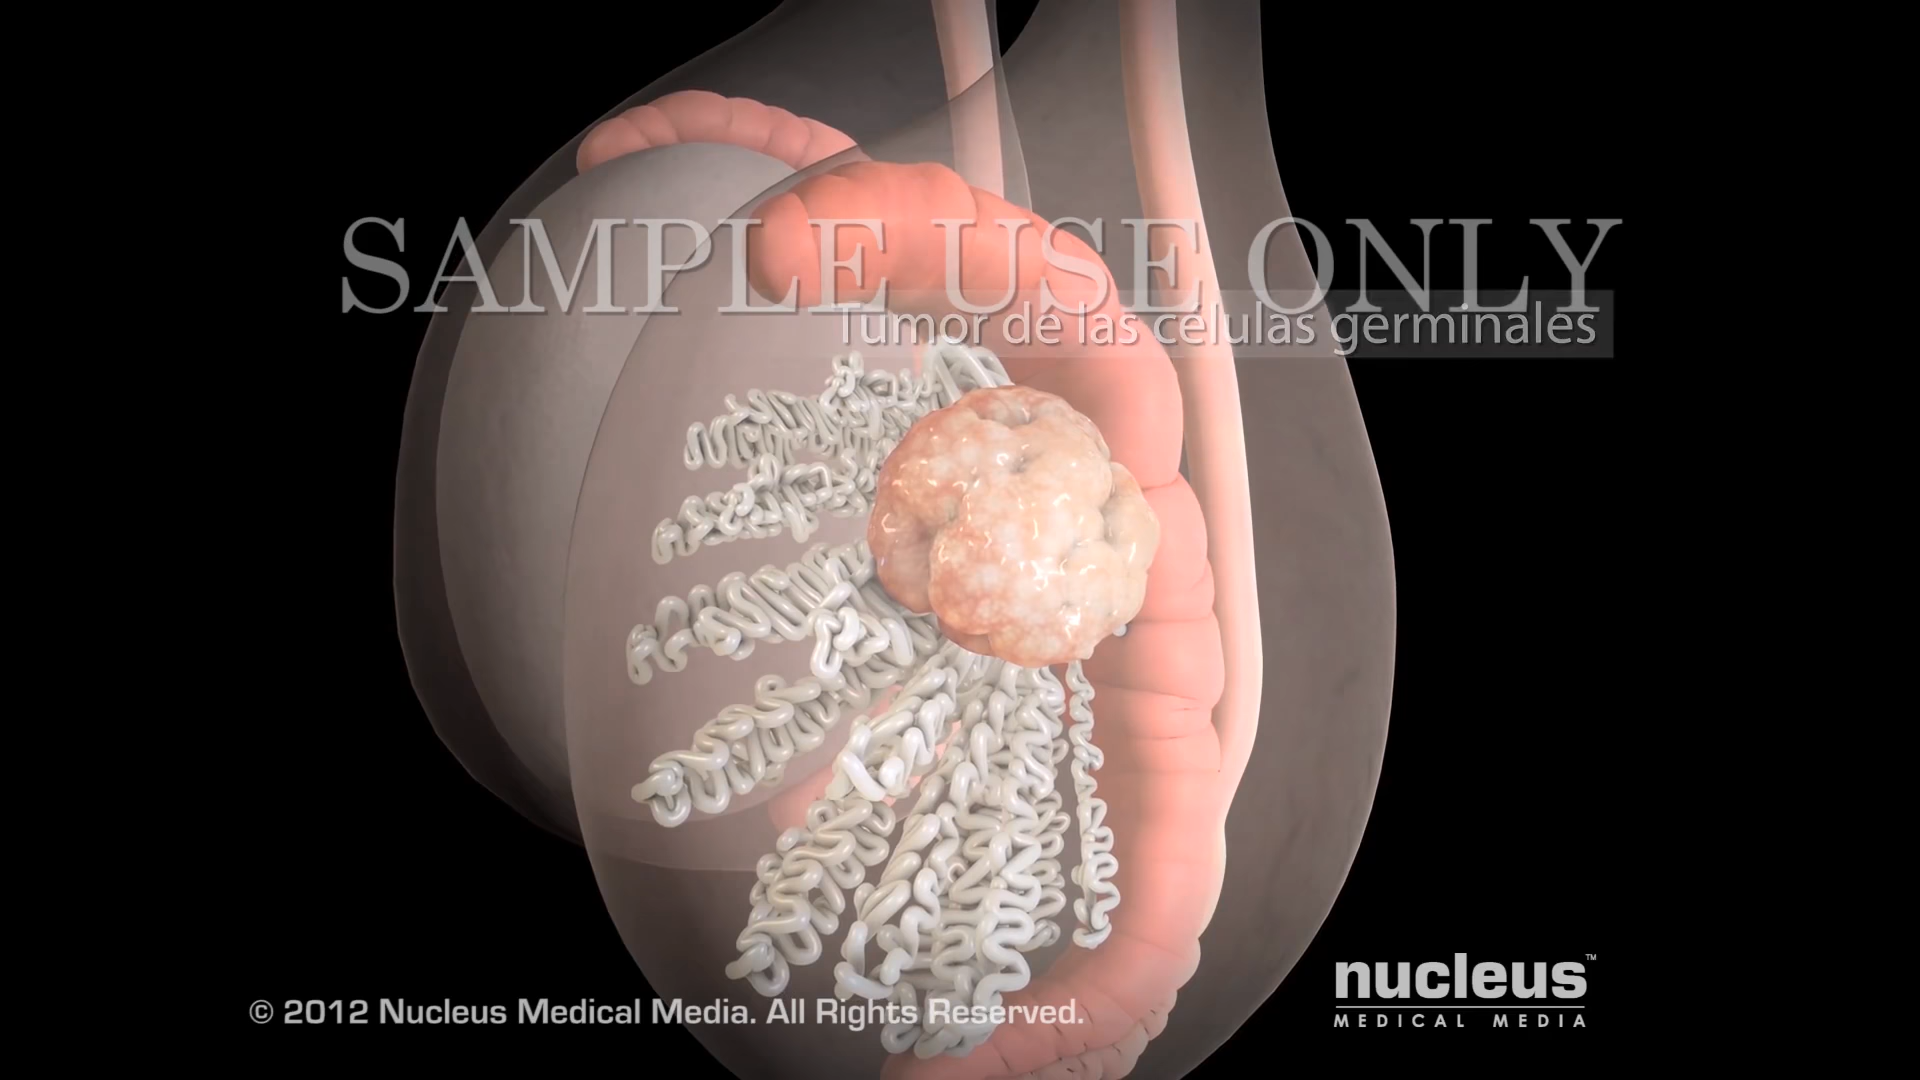 SAMPLE USE ONLY
Tumor de las células germinales
nucleus™
MEDICAL MEDIA
© 2012 Nucleus Medical Media. All Rights Reserved.